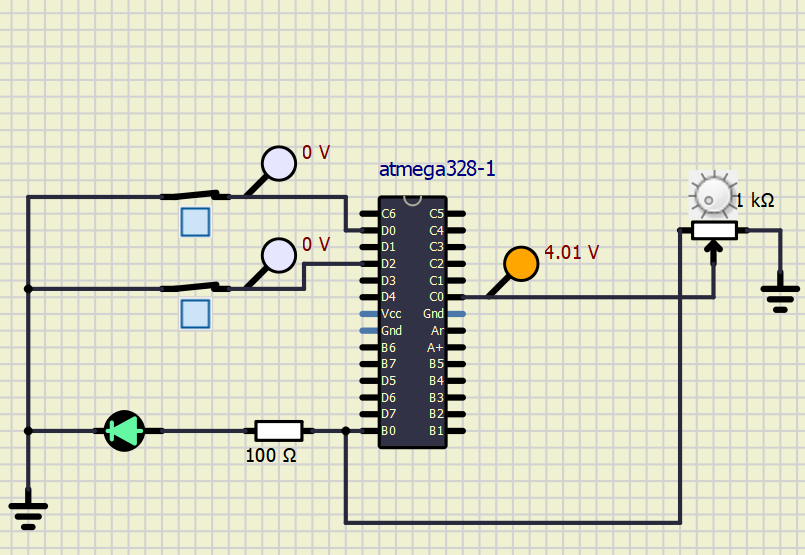 0 V
atmega328-1
1 kΩ
0 V
4.01 V
C6 C5
D0 C4
D1 C3
D2 C2
D3 C1
D4 C0
Vcc Gnd
Gnd Ar
B6 A+
B7 B5
D5 B4
D6 B3
D7 B2
B0 B1
100 Ω